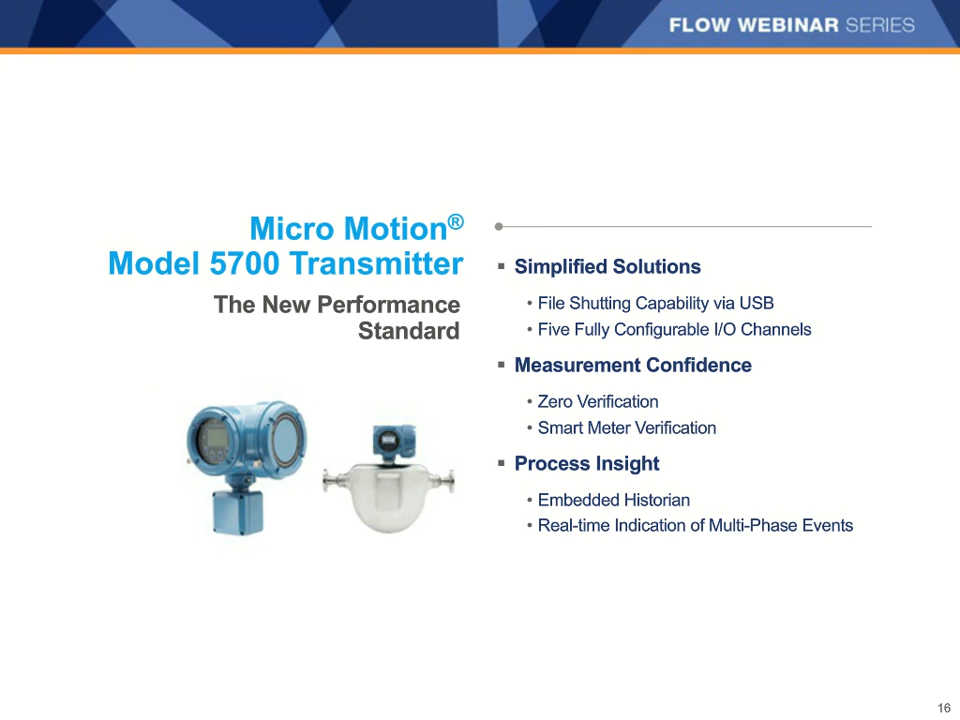 FLOW WEBINAR SERIES
Micro Motion®
Model 5700 Transmitter
The New Performance
Standard
▪ Simplified Solutions
• File Shutting Capability via USB
• Five Fully Configurable I/O Channels
▪ Measurement Confidence
• Zero Verification
• Smart Meter Verification
▪ Process Insight
• Embedded Historian
• Real-time Indication of Multi-Phase Events
16